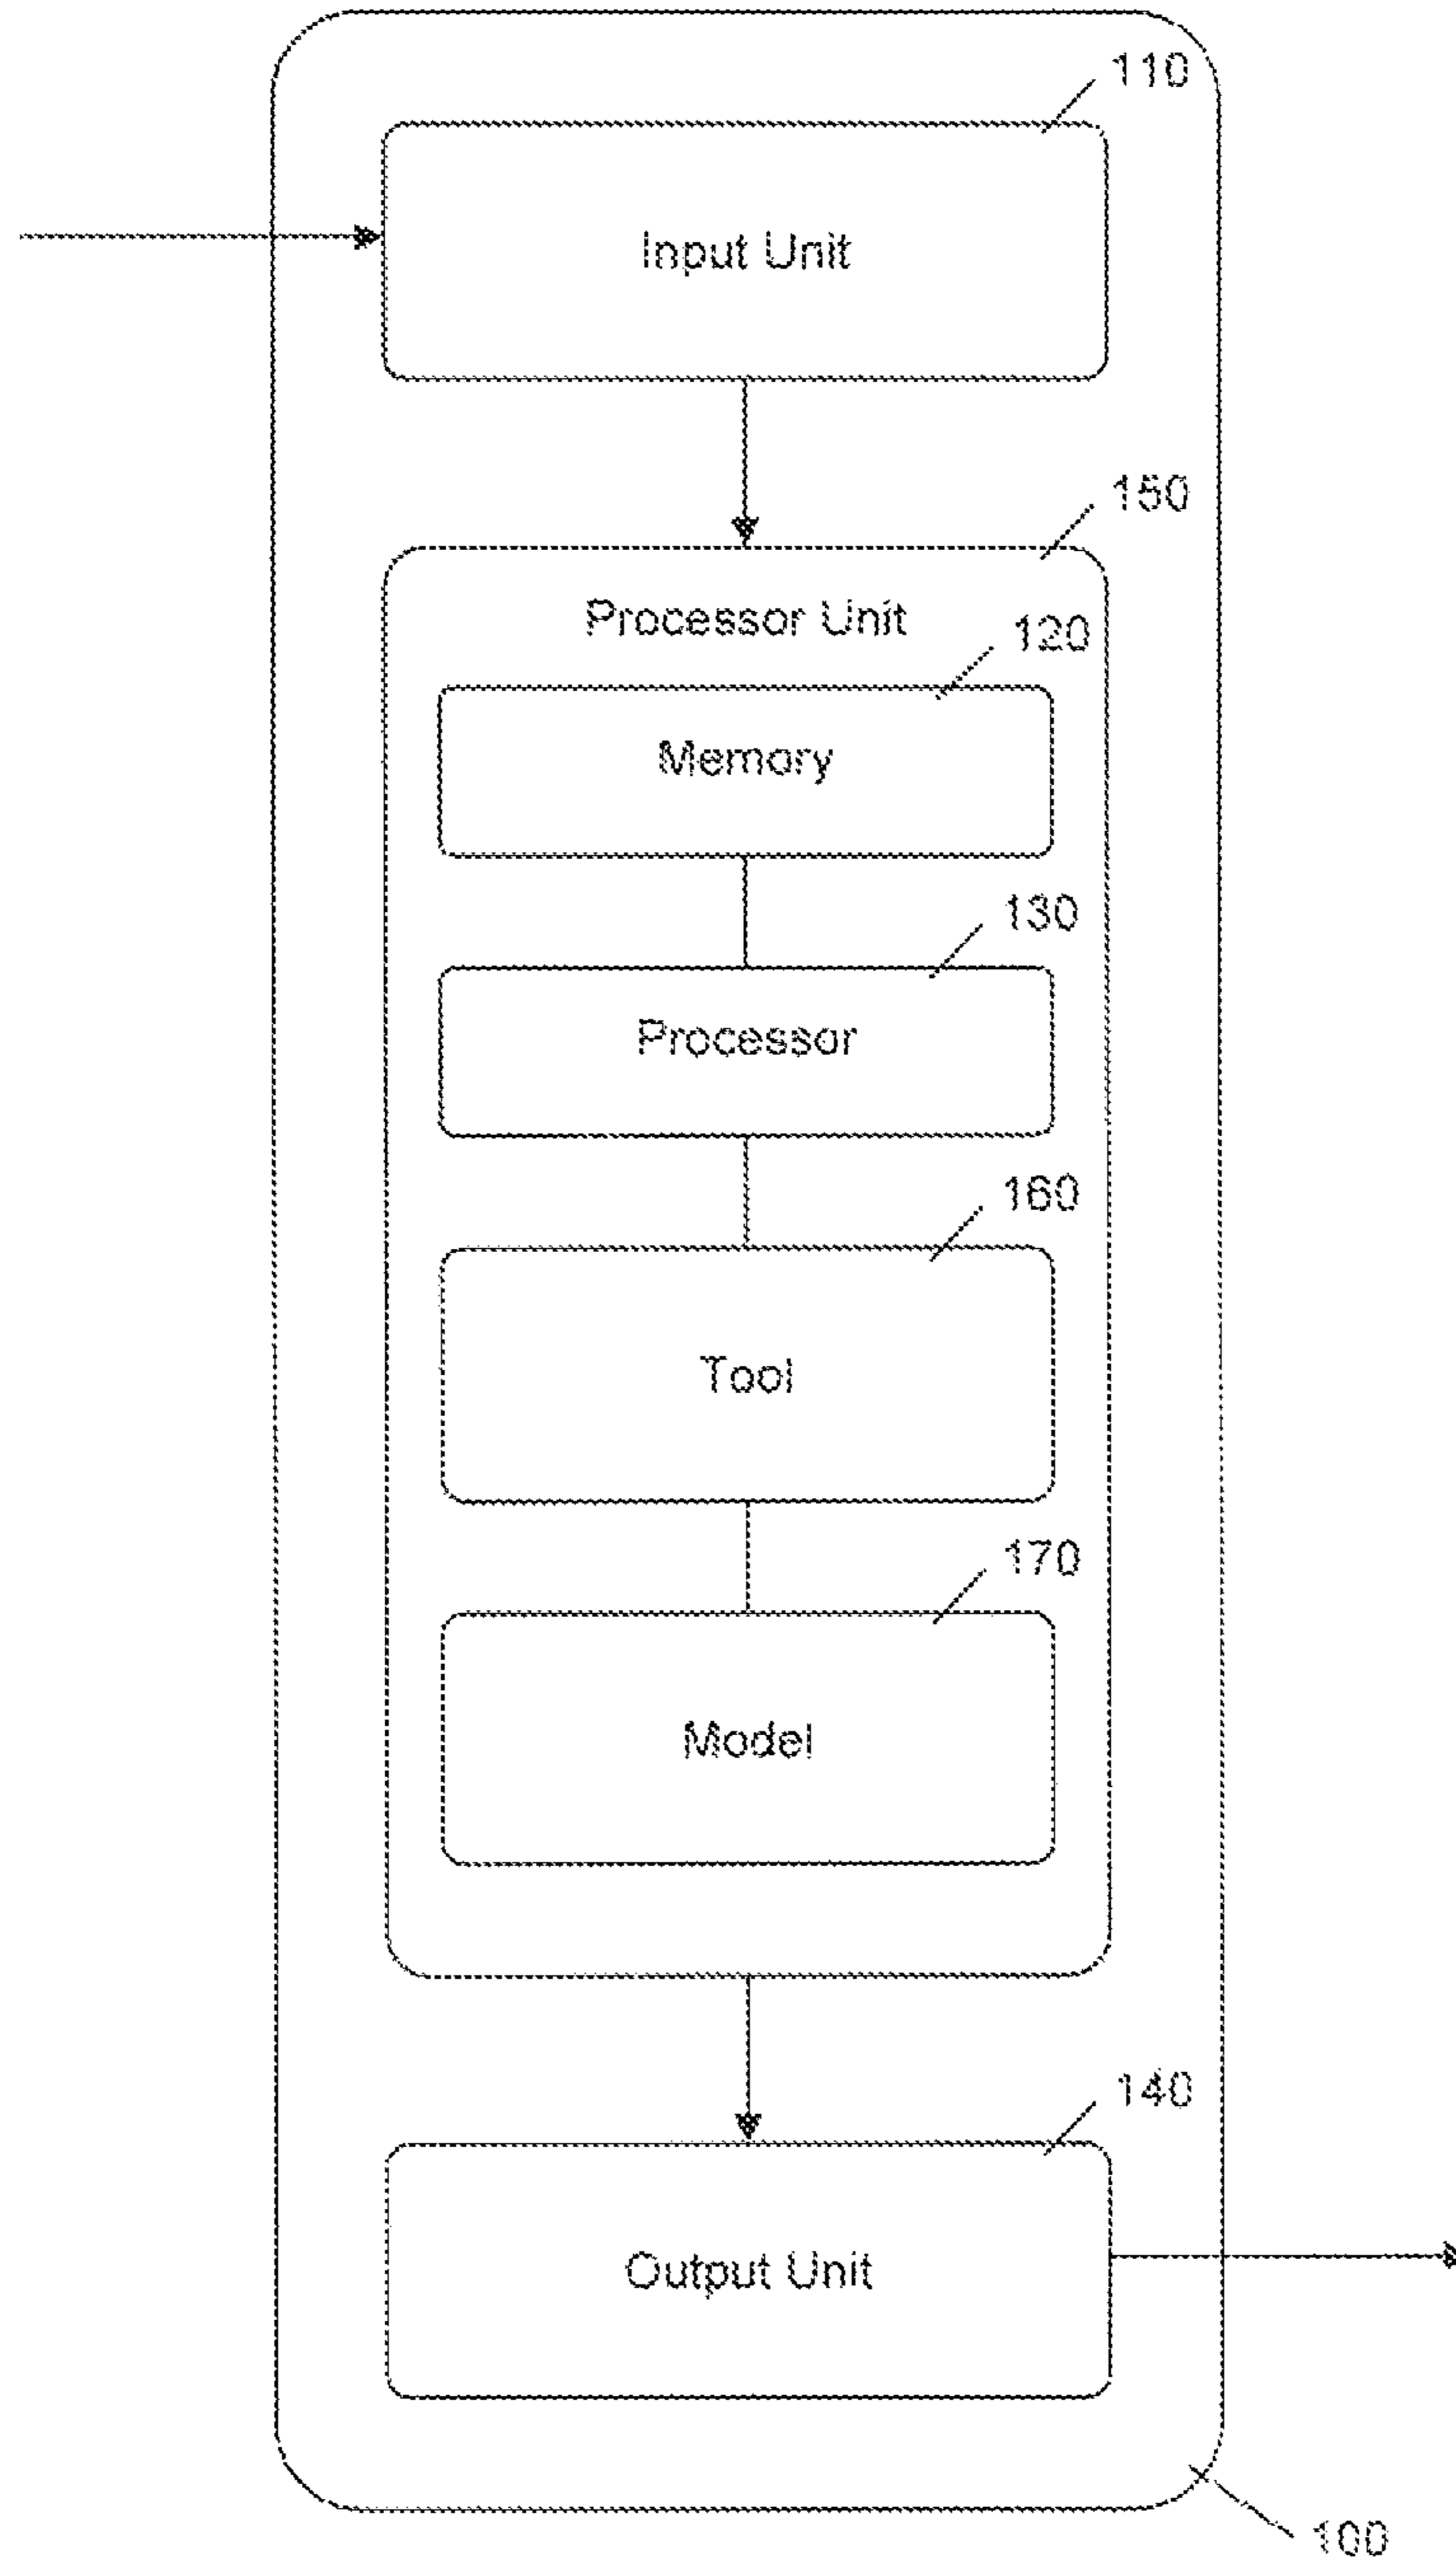 110
Input Unit
150
Processor Unit
120
Memory
130
Processor
160
Tool
170
Model
140
Output Unit
100